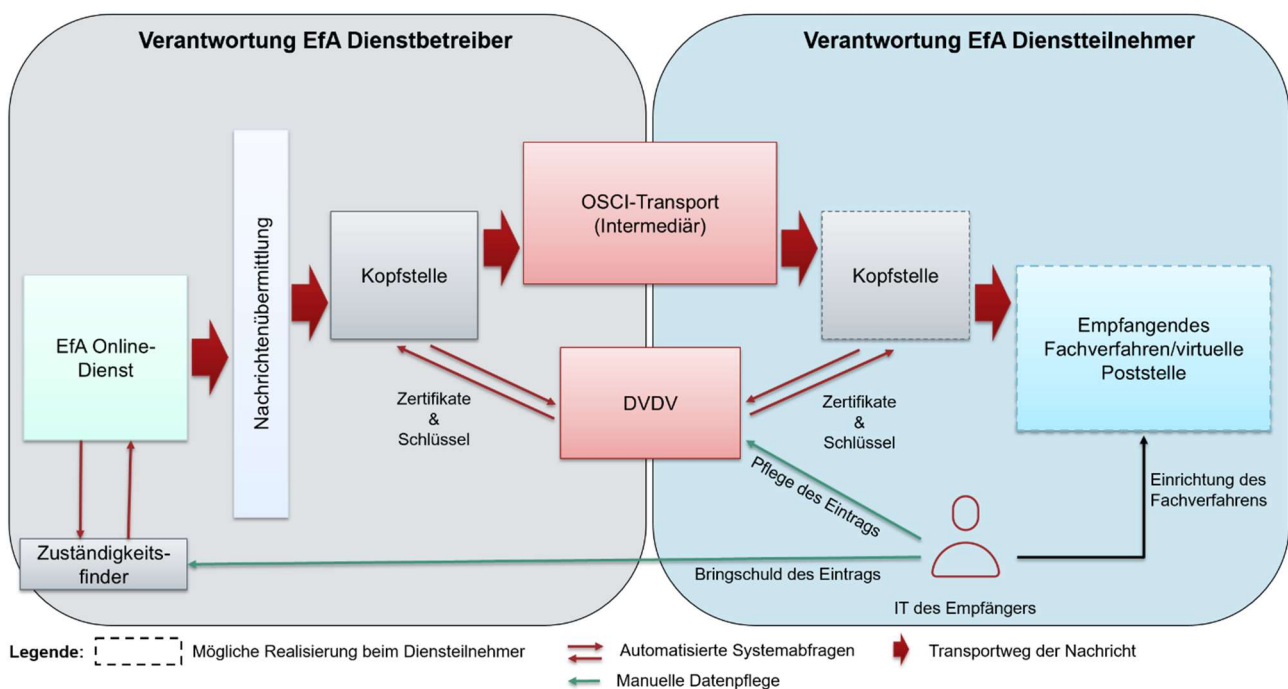 Verantwortung EfA Dienstbetreiber
Verantwortung EfA Dienstteilnehmer
EfA Online-
Dienst
Nachrichtenübermittlung
Kopfstelle
OSCI-Transport
(Intermediär)
Kopfstelle
Empfangendes
Fachverfahren/virtuelle
Poststelle
Zertifikate
&
Schlüssel
DVDV
Zertifikate
&
Schlüssel
Pflege des Eintrags
Einrichtung des
Fachverfahrens
Zuständigkeits-
finder
Bringschuld des Eintrags
IT des Empfängers
Legende:
Mögliche Realisierung beim Diensteilnehmer
Automatisierte Systemabfragen
Transportweg der Nachricht
Manuelle Datenpflege